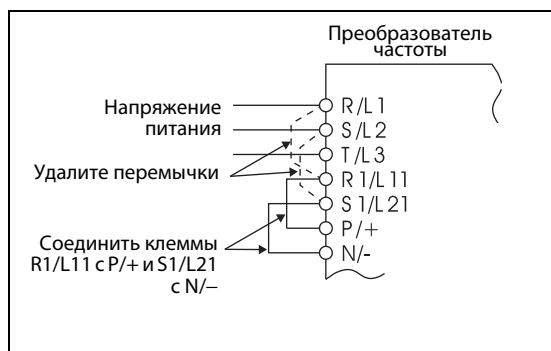 Преобразователь
частоты
Напряжение
питания
Удалите перемычки
Соединить клеммы
R1/L11 с P/+ и S1/L21
с N/−
R/L1
S/L2
T/L3
R1/L11
S1/L21
P/+
N/-